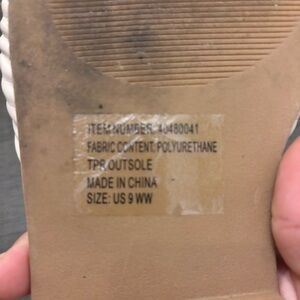 ITEM NUMBER: 40480041
FABRIC CONTENT: POLYURETHANE
TPR OUTSOLE
MADE IN CHINA
SIZE: US 9 WW